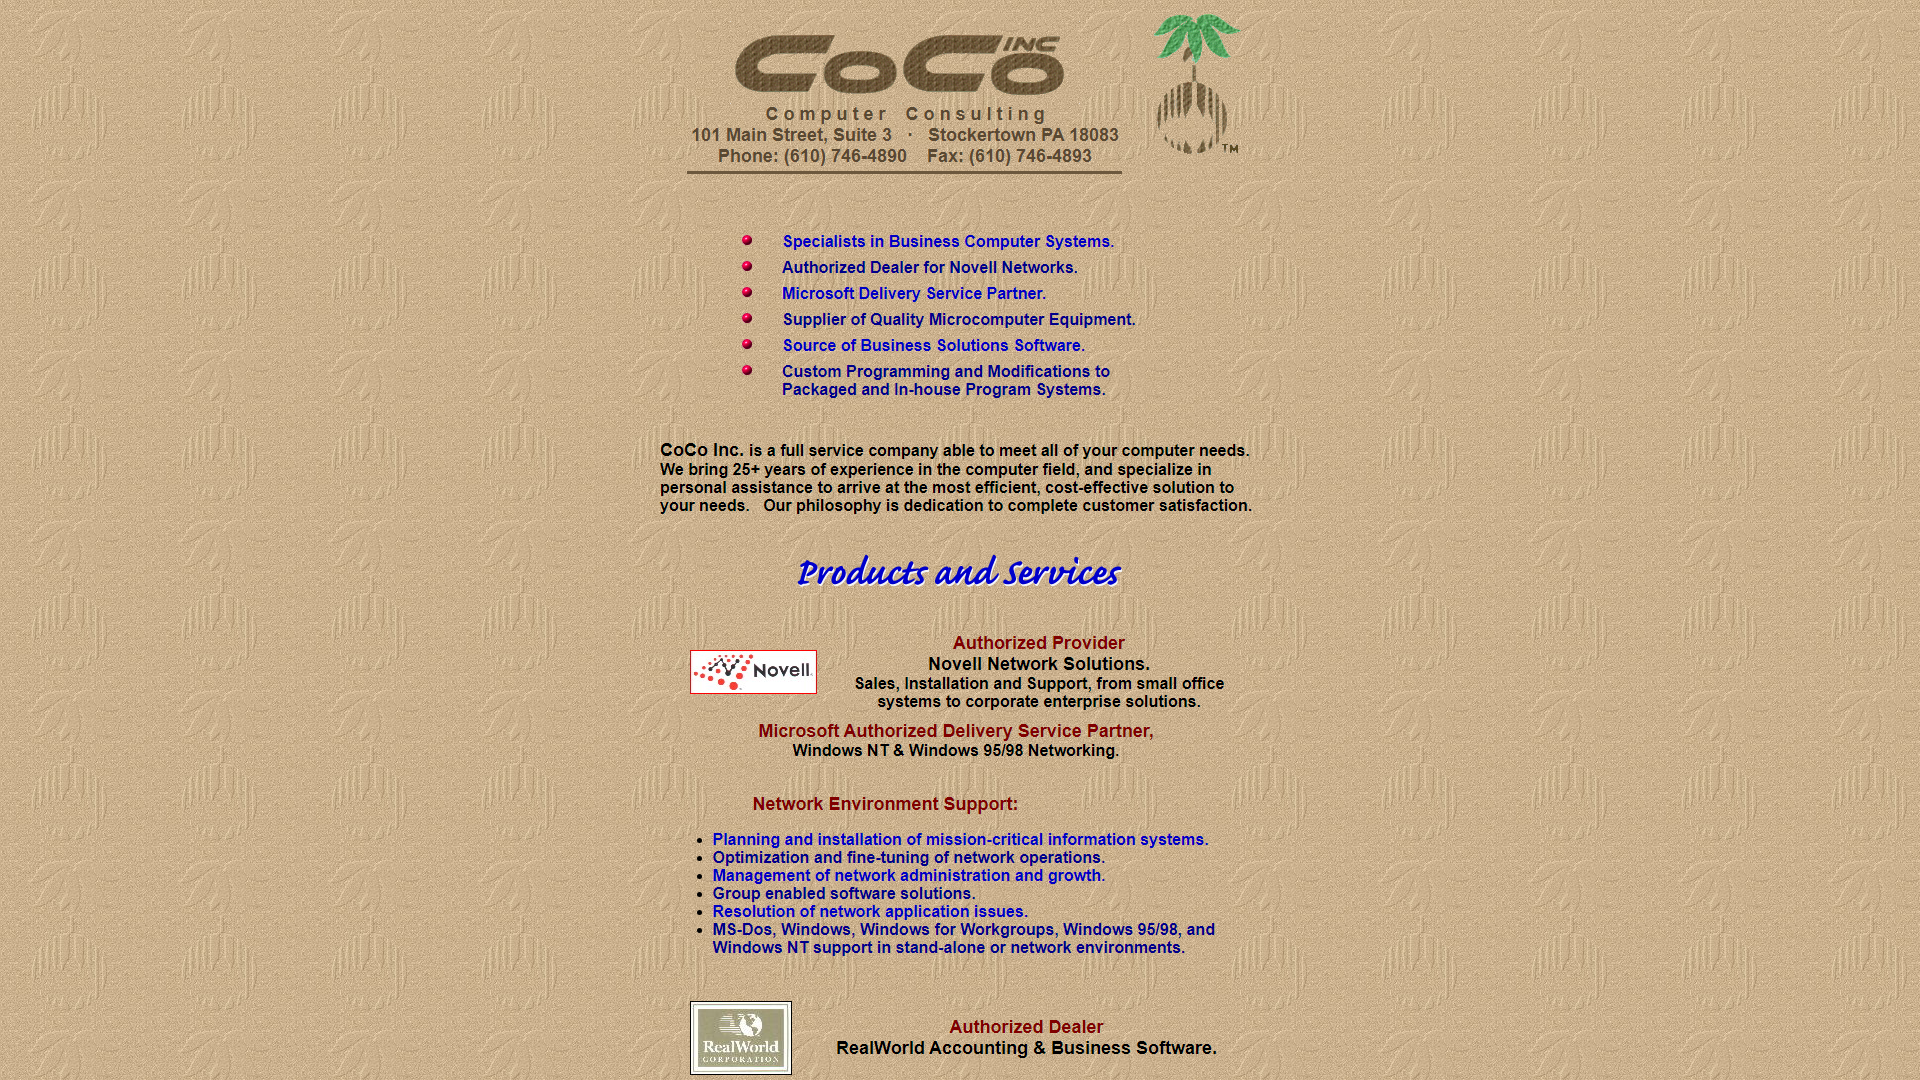 CoCo INC
Computer Consulting
101 Main Street, Suite 3 · Stockertown PA 18083
Phone: (610) 746-4890 Fax: (610) 746-4893
TM
Specialists in Business Computer Systems.
Authorized Dealer for Novell Networks.
Microsoft Delivery Service Partner.
Supplier of Quality Microcomputer Equipment.
Source of Business Solutions Software.
Custom Programming and Modifications to
Packaged and In-house Program Systems.
CoCo Inc. is a full service company able to meet all of your computer needs.
We bring 25+ years of experience in the computer field, and specialize in
personal assistance to arrive at the most efficient, cost-effective solution to
your needs. Our philosophy is dedication to complete customer satisfaction.
Products and Services
Novell
Authorized Provider
Novell Network Solutions.
Sales, Installation and Support, from small office
systems to corporate enterprise solutions.
Microsoft Authorized Delivery Service Partner,
Windows NT & Windows 95/98 Networking.
Network Environment Support:
Planning and installation of mission-critical information systems.
Optimization and fine-tuning of network operations.
Management of network administration and growth.
Group enabled software solutions.
Resolution of network application issues.
MS-Dos, Windows, Windows for Workgroups, Windows 95/98, and
Windows NT support in stand-alone or network environments.
RealWorld
CORPORATION
Authorized Dealer
RealWorld Accounting & Business Software.